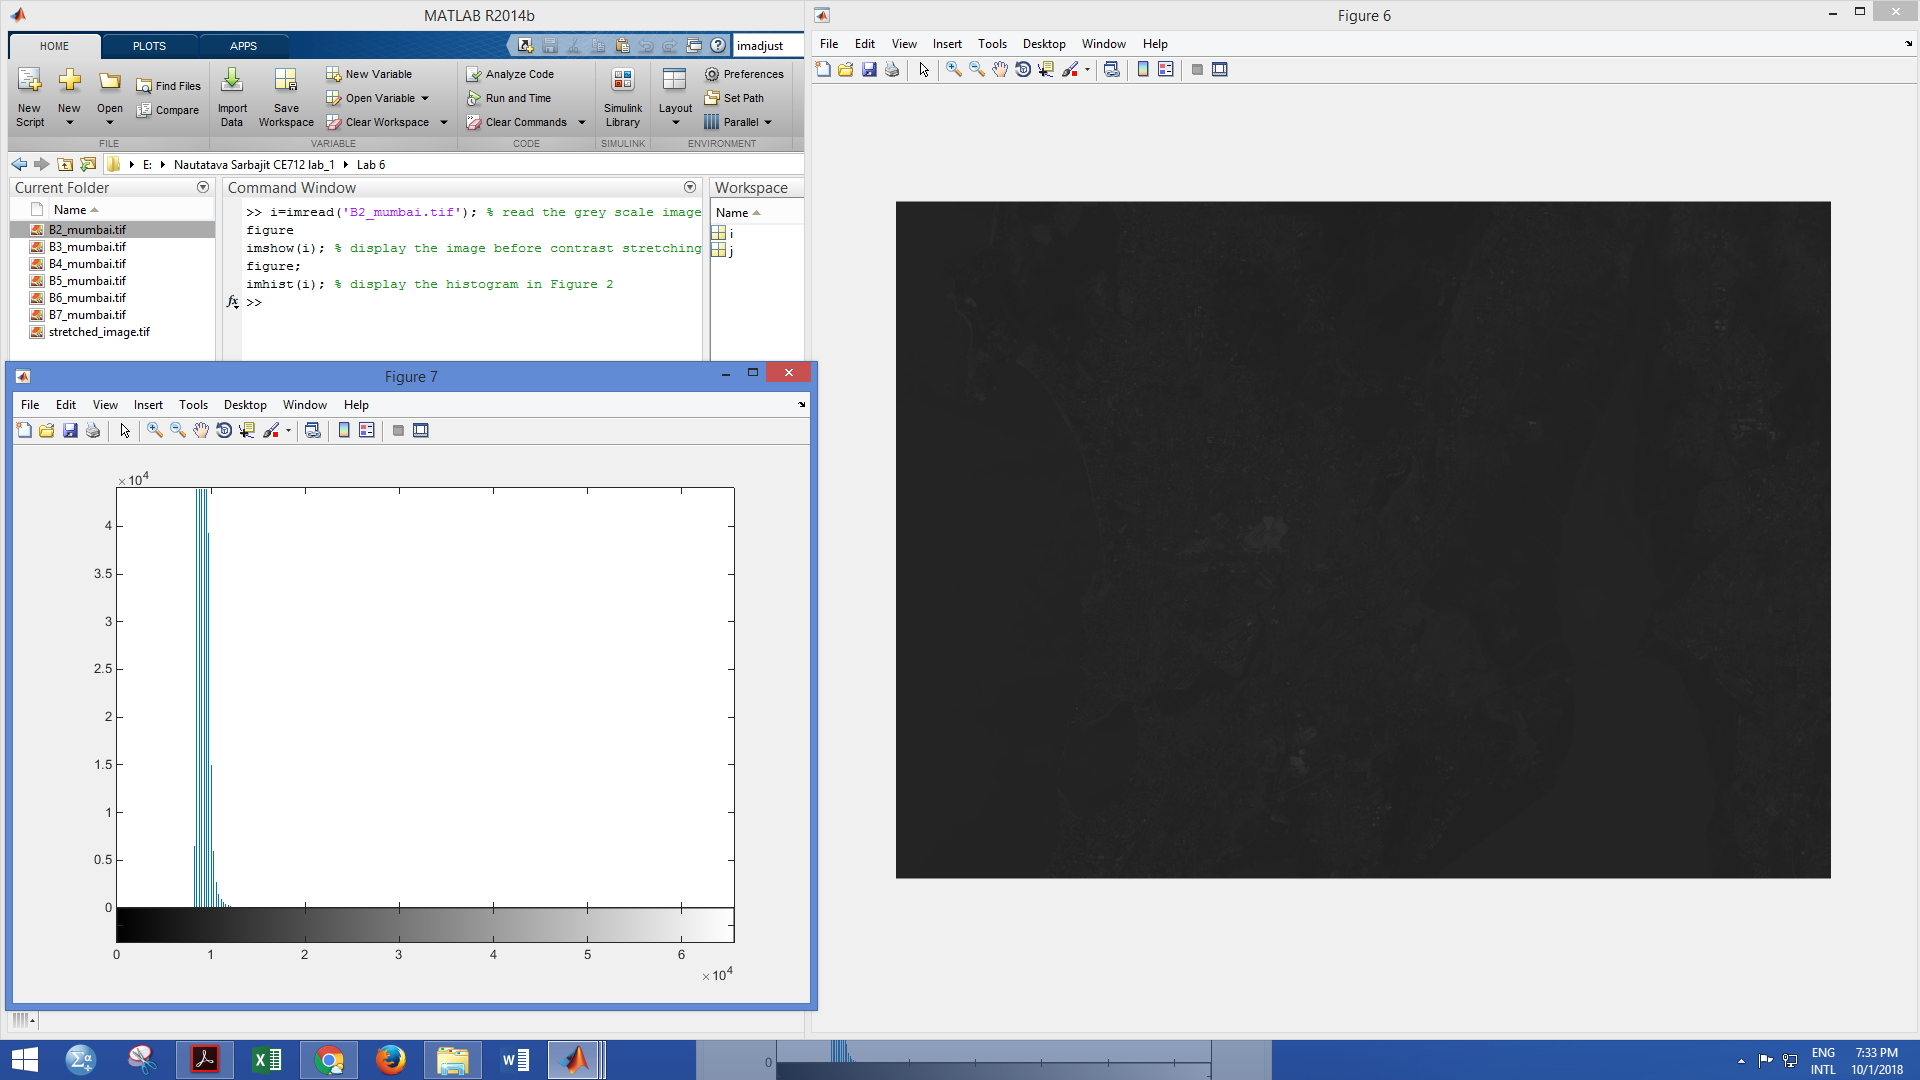 MATLAB R2014b
HOME PLOTS APPS
imadjust
New Script
New
Open
Find Files
Compare
FILE
Import Data
Save Workspace
New Variable
Open Variable
Clear Workspace
VARIABLE
Analyze Code
Run and Time
Clear Commands
CODE
Simulink Library
SIMULINK
Layout
Preferences
Set Path
Parallel
ENVIRONMENT
E: Nautatava Sarbajit CE712 lab_1 Lab 6
Current Folder
Name
B2_mumbai.tif
B3_mumbai.tif
B4_mumbai.tif
B5_mumbai.tif
B6_mumbai.tif
B7_mumbai.tif
stretched_image.tif
Command Window
>> i=imread('B2_mumbai.tif'); % read the grey scale image
figure
imshow(i); % display the image before contrast stretching
figure;
imhist(i); % display the histogram in Figure 2
fx >>
Workspace
Name
i
j
Figure 7
File Edit View Insert Tools Desktop Window Help
×10^4
4
3.5
3
2.5
2
1.5
1
0.5
0
0 1 2 3 4 5 6
×10^4
Figure 6
File Edit View Insert Tools Desktop Window Help
0
ENG 7:33 PM
INTL 10/1/2018